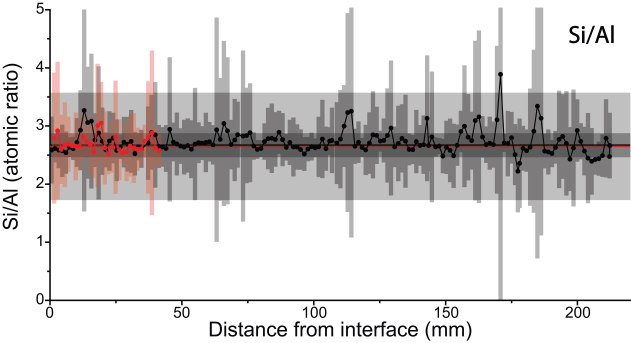 5
Si/Al
4
3
2
1
0
Si/Al (atomic ratio)
0 50 100 150 200
Distance from interface (mm)